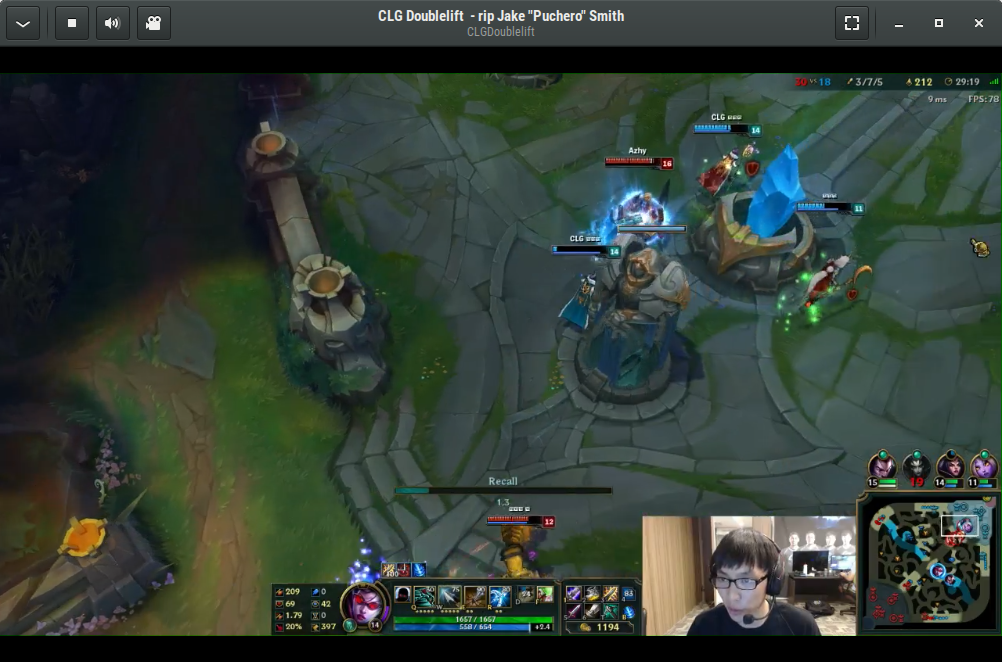 CLG Doublelift - rip Jake "Puchero" Smith
CLGDoublelift
vs 18
3/7/5
212
29:19
9 ms
FPS: 78
CLG
14
Azhy
16
11
CLG
14
Recall
1.3
12
15
19
14
11
209
0
69
42
1.79
0
20%
397
14
Q
W
R
1657 / 1657
558 / 654
+2.4
1194